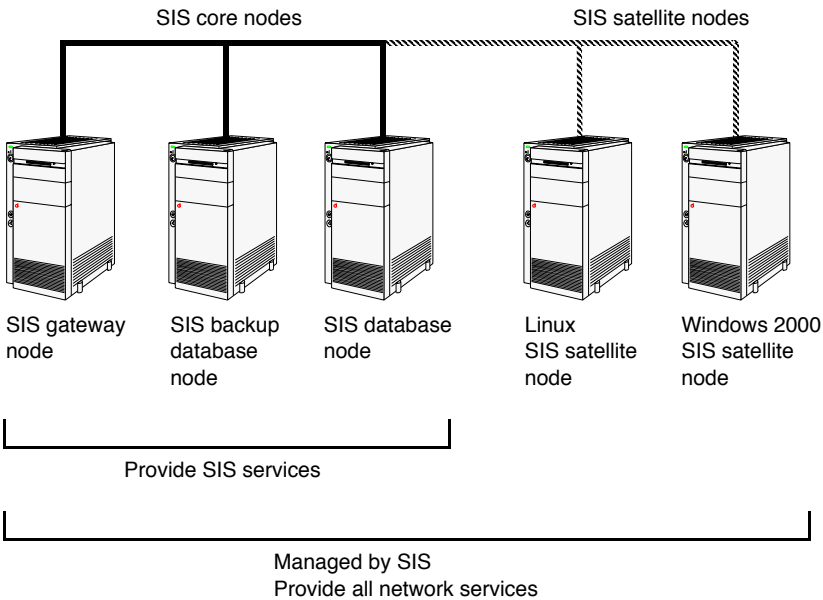 SIS core nodes
SIS satellite nodes
SIS gateway
node
SIS backup
database
node
SIS database
node
Linux
SIS satellite
node
Windows 2000
SIS satellite
node
Provide SIS services
Managed by SIS
Provide all network services